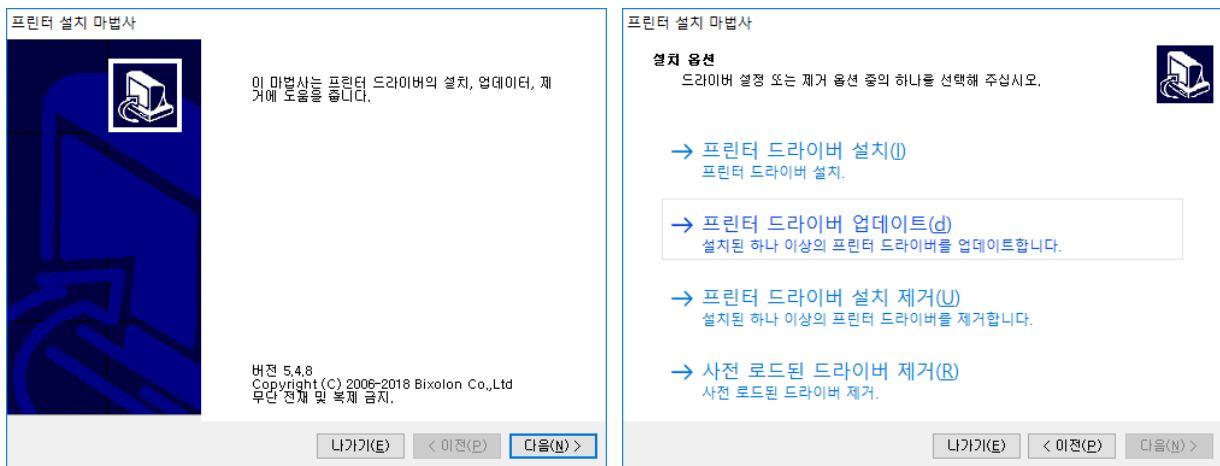 프린터 설치 마법사
이 마법사는 프린터 드라이버의 설치, 업데이터, 제
거에 도움을 줍니다.
버전 5.4.8
Copyright (C) 2006-2018 Bixolon Co.,Ltd
무단 전재 및 복제 금지.
나가기(E)
< 이전(P)
다음(N) >
프린터 설치 마법사
설치 옵션
드라이버 설정 또는 제거 옵션 중의 하나를 선택해 주십시오.
→ 프린터 드라이버 설치(I)
프린터 드라이버 설치.
→ 프린터 드라이버 업데이트(d)
설치된 하나 이상의 프린터 드라이버를 업데이트합니다.
→ 프린터 드라이버 설치 제거(U)
설치된 하나 이상의 프린터 드라이버를 제거합니다.
→ 사전 로드된 드라이버 제거(R)
사전 로드된 드라이버 제거.
나가기(E)
< 이전(P)
다음(N) >